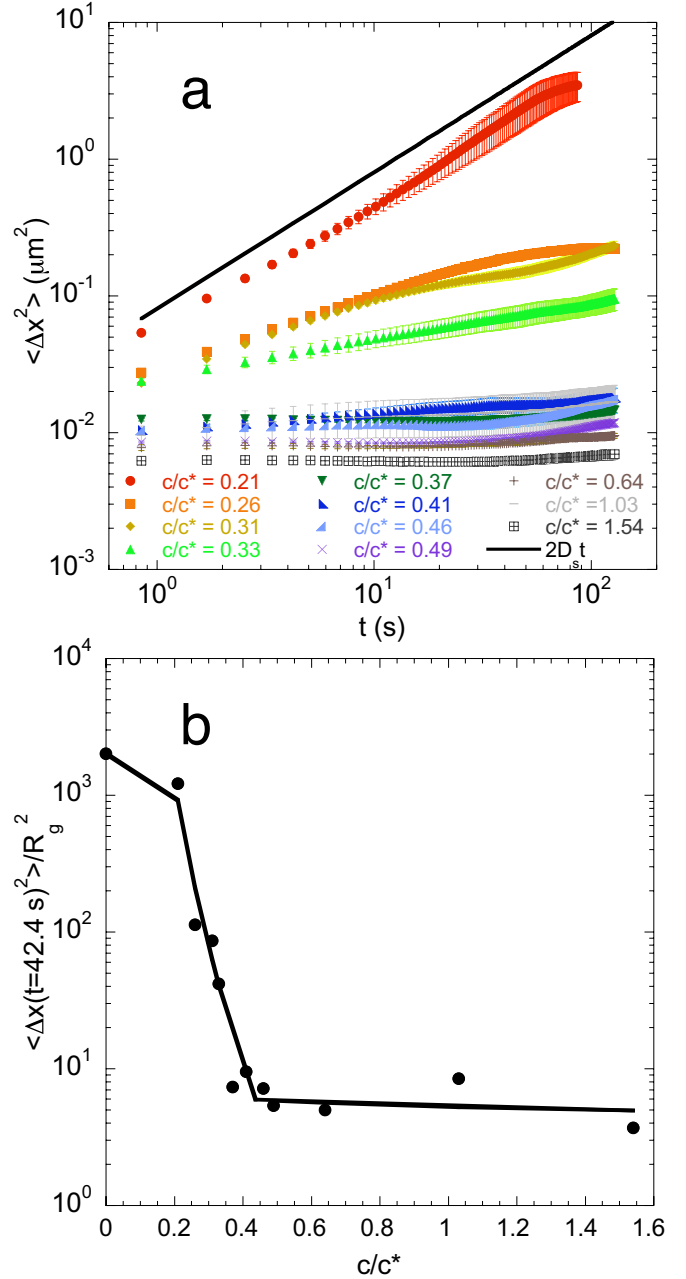 a
10^1
10^0
10^-1
10^-2
10^-3
<Δx^2> (μm^2)
c/c* = 0.21
c/c* = 0.26
c/c* = 0.31
c/c* = 0.33
c/c* = 0.37
c/c* = 0.41
c/c* = 0.46
c/c* = 0.49
c/c* = 0.64
c/c* =1.03
c/c* = 1.54
2D_s t
10^0
10^1
10^2
t (s)
b
10^4
10^3
10^2
10^1
10^0
<Δx(t=42.4 s)^2>/R_g^2
0
0.2
0.4
0.6
0.8
1
1.2
1.4
1.6
c/c*